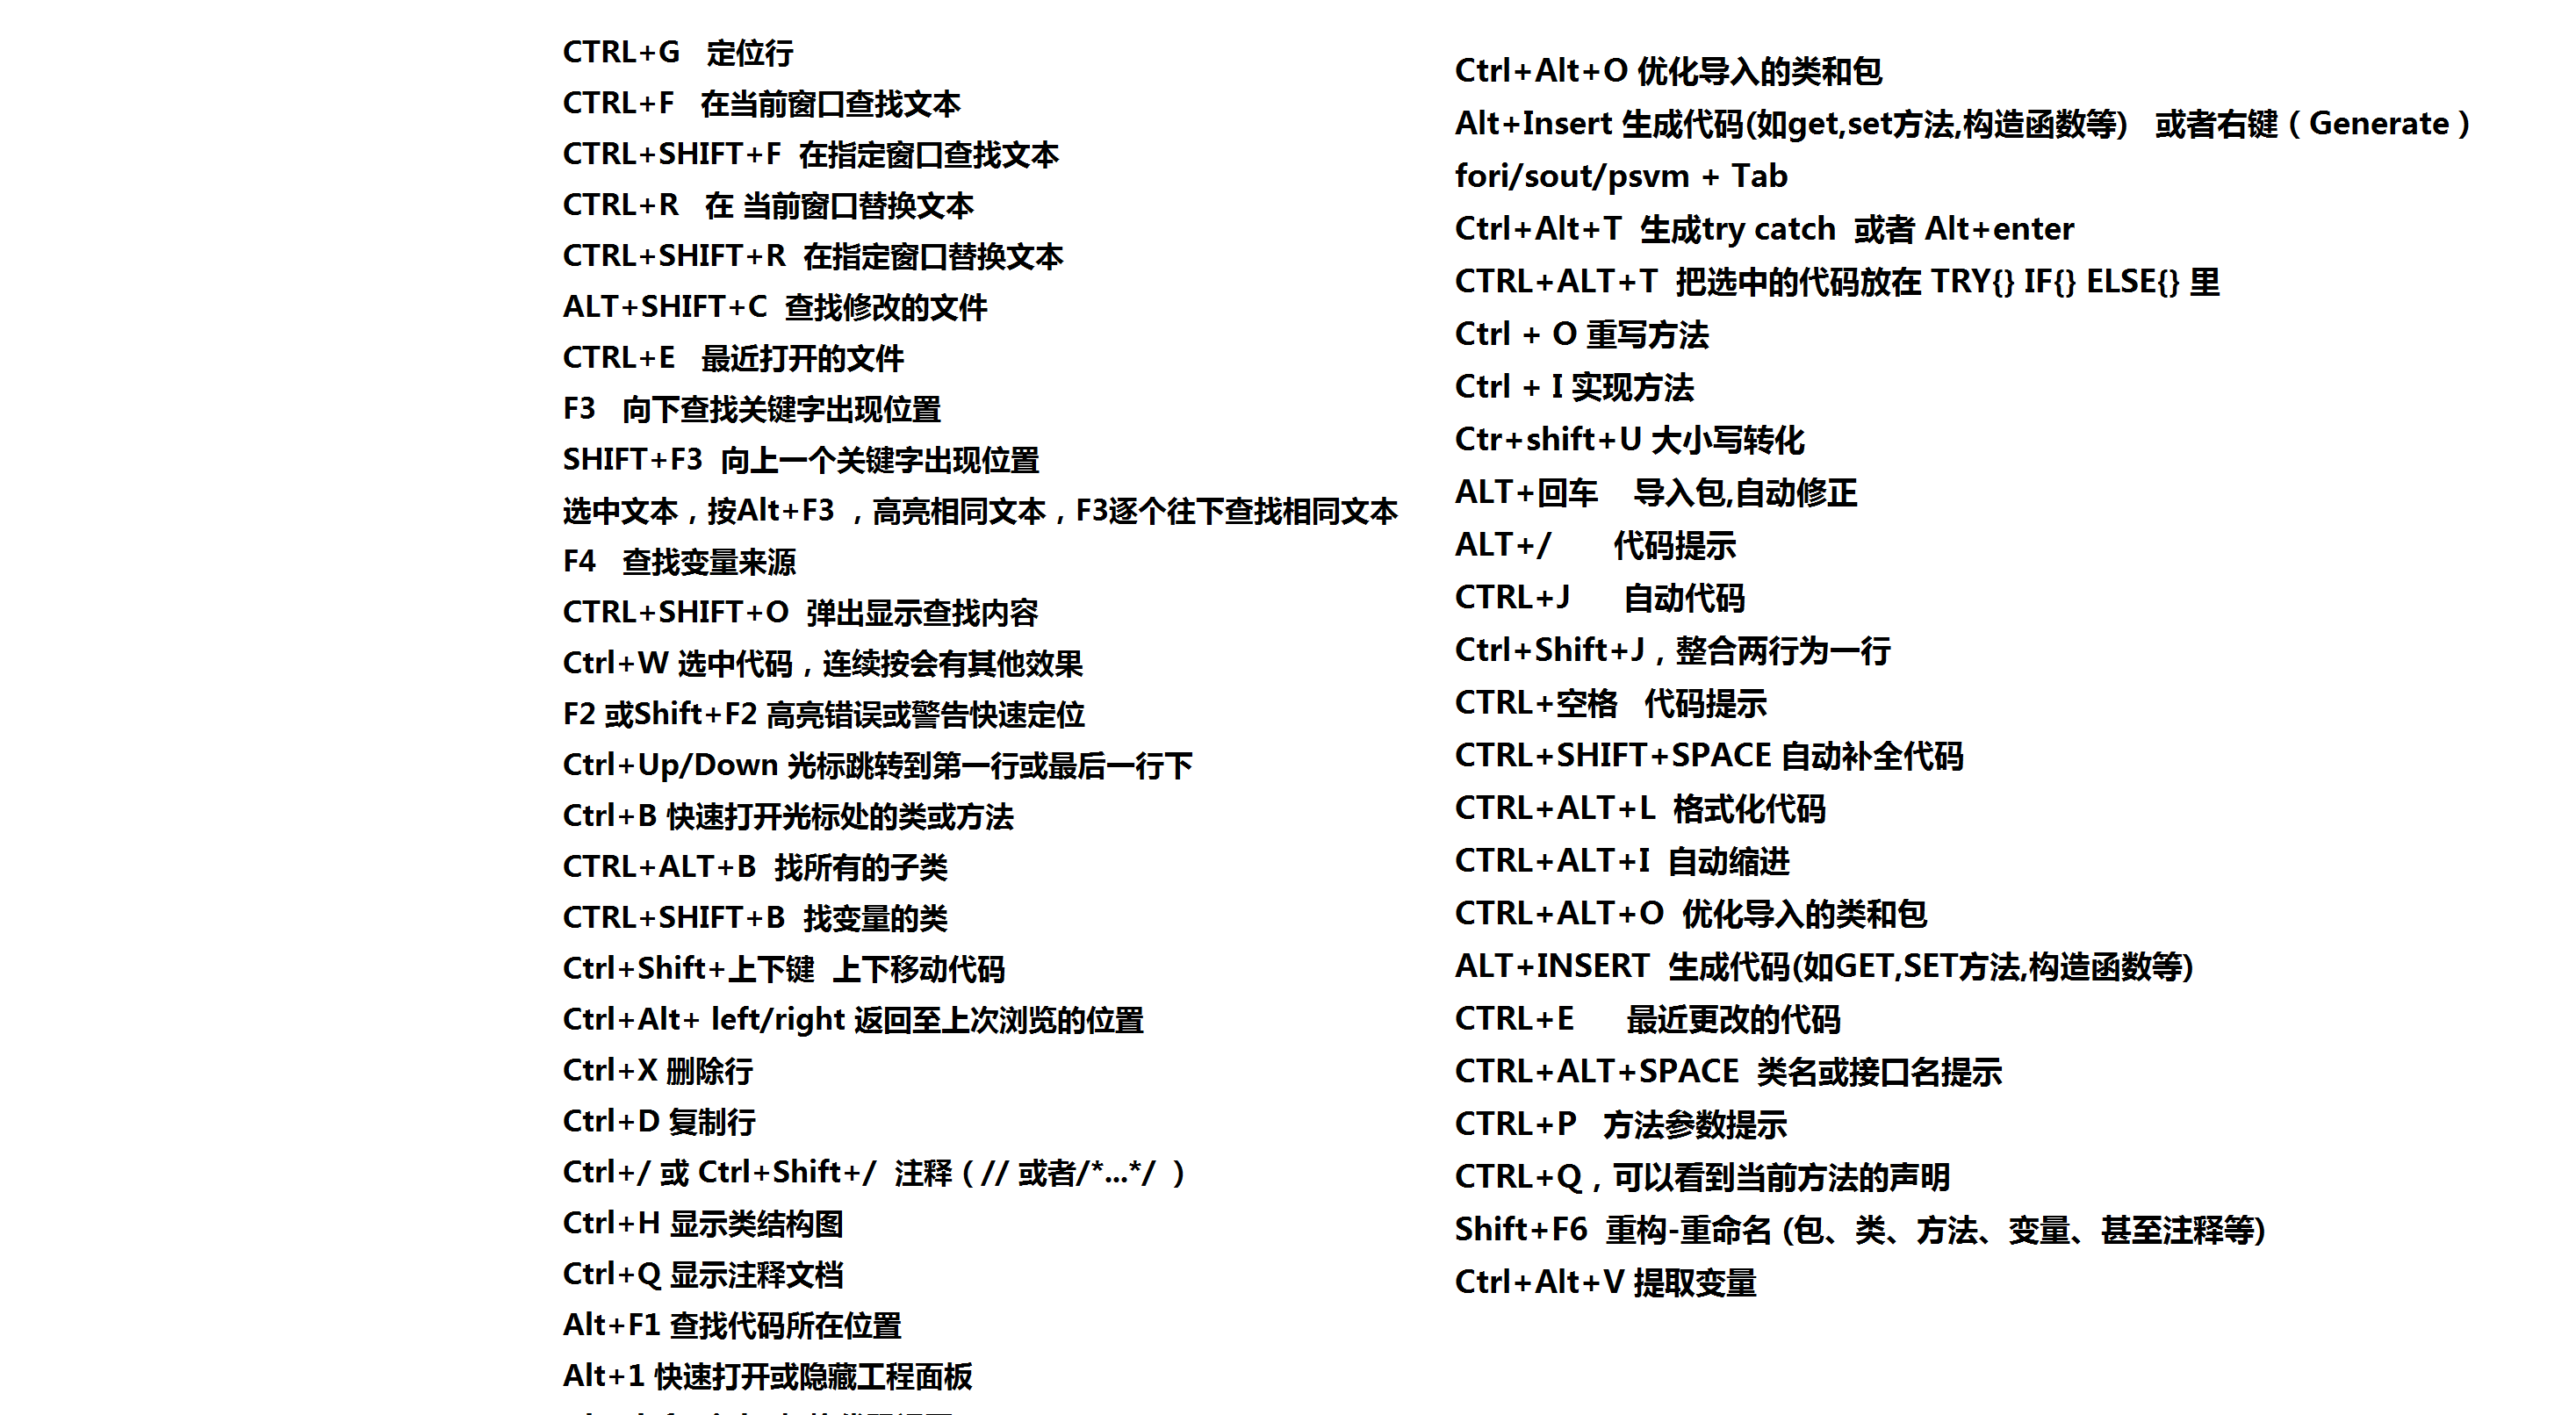 CTRL+G 定位行
CTRL+F 在当前窗口查找文本
CTRL+SHIFT+F 在指定窗口查找文本
CTRL+R 在 当前窗口替换文本
CTRL+SHIFT+R 在指定窗口替换文本
ALT+SHIFT+C 查找修改的文件
CTRL+E 最近打开的文件
F3 向下查找关键字出现位置
SHIFT+F3 向上一个关键字出现位置
选中文本，按Alt+F3 ，高亮相同文本，F3逐个往下查找相同文本
F4 查找变量来源
CTRL+SHIFT+O 弹出显示查找内容
Ctrl+W 选中代码，连续按会有其他效果
F2 或Shift+F2 高亮错误或警告快速定位
Ctrl+Up/Down 光标跳转到第一行或最后一行下
Ctrl+B 快速打开光标处的类或方法
CTRL+ALT+B 找所有的子类
CTRL+SHIFT+B 找变量的类
Ctrl+Shift+上下键 上下移动代码
Ctrl+Alt+ left/right 返回至上次浏览的位置
Ctrl+X 删除行
Ctrl+D 复制行
Ctrl+/ 或 Ctrl+Shift+/ 注释（// 或者/*...*/ ）
Ctrl+H 显示类结构图
Ctrl+Q 显示注释文档
Alt+F1 查找代码所在位置
Alt+1 快速打开或隐藏工程面板
Ctrl+Alt+O 优化导入的类和包
Alt+Insert 生成代码(如get,set方法,构造函数等) 或者右键（Generate）
fori/sout/psvm + Tab
Ctrl+Alt+T 生成try catch 或者 Alt+enter
CTRL+ALT+T 把选中的代码放在 TRY{} IF{} ELSE{} 里
Ctrl + O 重写方法
Ctrl + I 实现方法
Ctr+shift+U 大小写转化
ALT+回车 导入包,自动修正
ALT+/ 代码提示
CTRL+J 自动代码
Ctrl+Shift+J，整合两行为一行
CTRL+空格 代码提示
CTRL+SHIFT+SPACE 自动补全代码
CTRL+ALT+L 格式化代码
CTRL+ALT+I 自动缩进
CTRL+ALT+O 优化导入的类和包
ALT+INSERT 生成代码(如GET,SET方法,构造函数等)
CTRL+E 最近更改的代码
CTRL+ALT+SPACE 类名或接口名提示
CTRL+P 方法参数提示
CTRL+Q，可以看到当前方法的声明
Shift+F6 重构-重命名 (包、类、方法、变量、甚至注释等)
Ctrl+Alt+V 提取变量